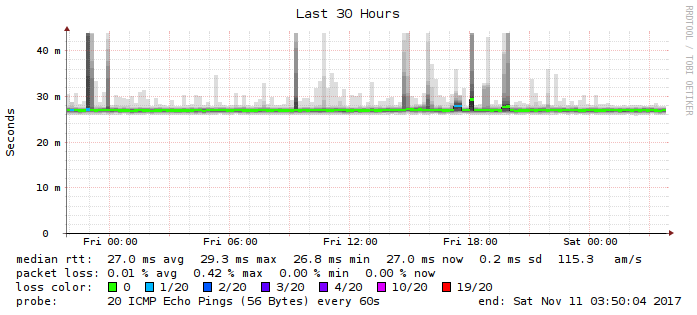 Last 30 Hours
RRDTOOL / TOBI OETIKER
Seconds
40 m
30 m
20 m
10 m
0
Fri 00:00 Fri 06:00 Fri 12:00 Fri 18:00 Sat 00:00
median rtt: 27.0 ms avg 29.3 ms max 26.8 ms min 27.0 ms now 0.2 ms sd 115.3 am/s
packet loss: 0.01 % avg 0.42 % max 0.00 % min 0.00 % now
loss color: 0 1/20 2/20 3/20 4/20 10/20 19/20
probe: 20 ICMP Echo Pings (56 Bytes) every 60s end: Sat Nov 11 03:50:04 2017